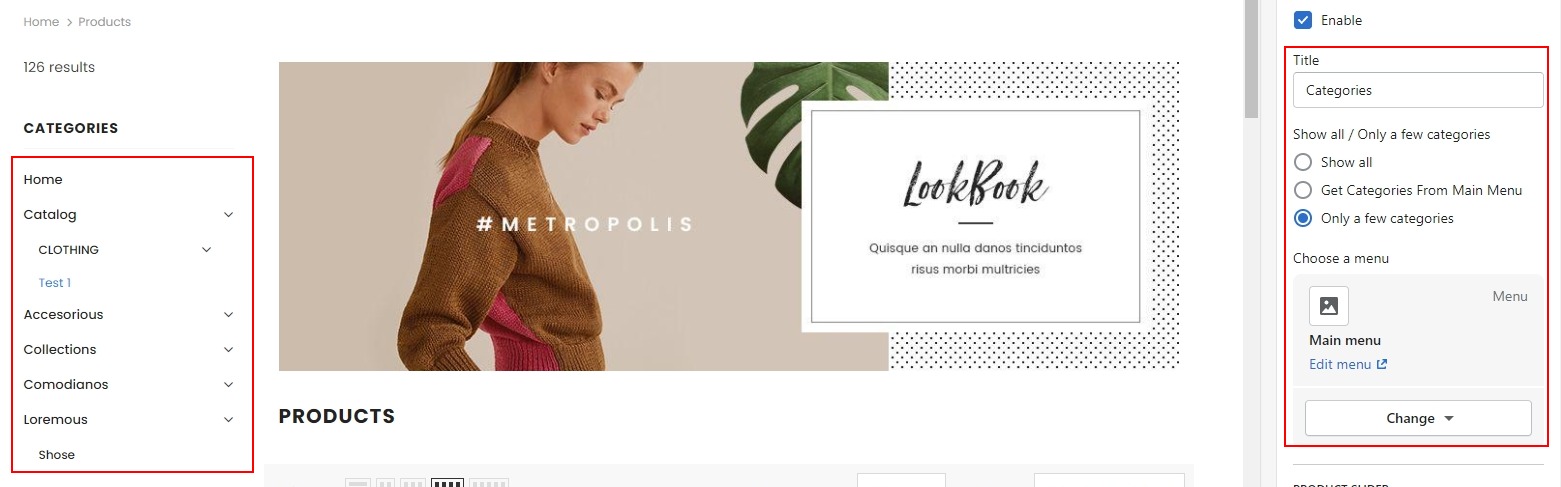 Home > Products
126 results
CATEGORIES
Home
Catalog
CLOTHING
Test 1
Accesorious
Collections
Comodianos
Loremous
Shose
#METROPOLIS
LookBook
Quisque an nulla danos tinciduntos
risus morbi multricies
PRODUCTS
Enable
Title
Categories
Show all / Only a few categories
Show all
Get Categories From Main Menu
Only a few categories
Choose a menu
Menu
Main menu
Edit menu
Change
PRODUCT SLIDER